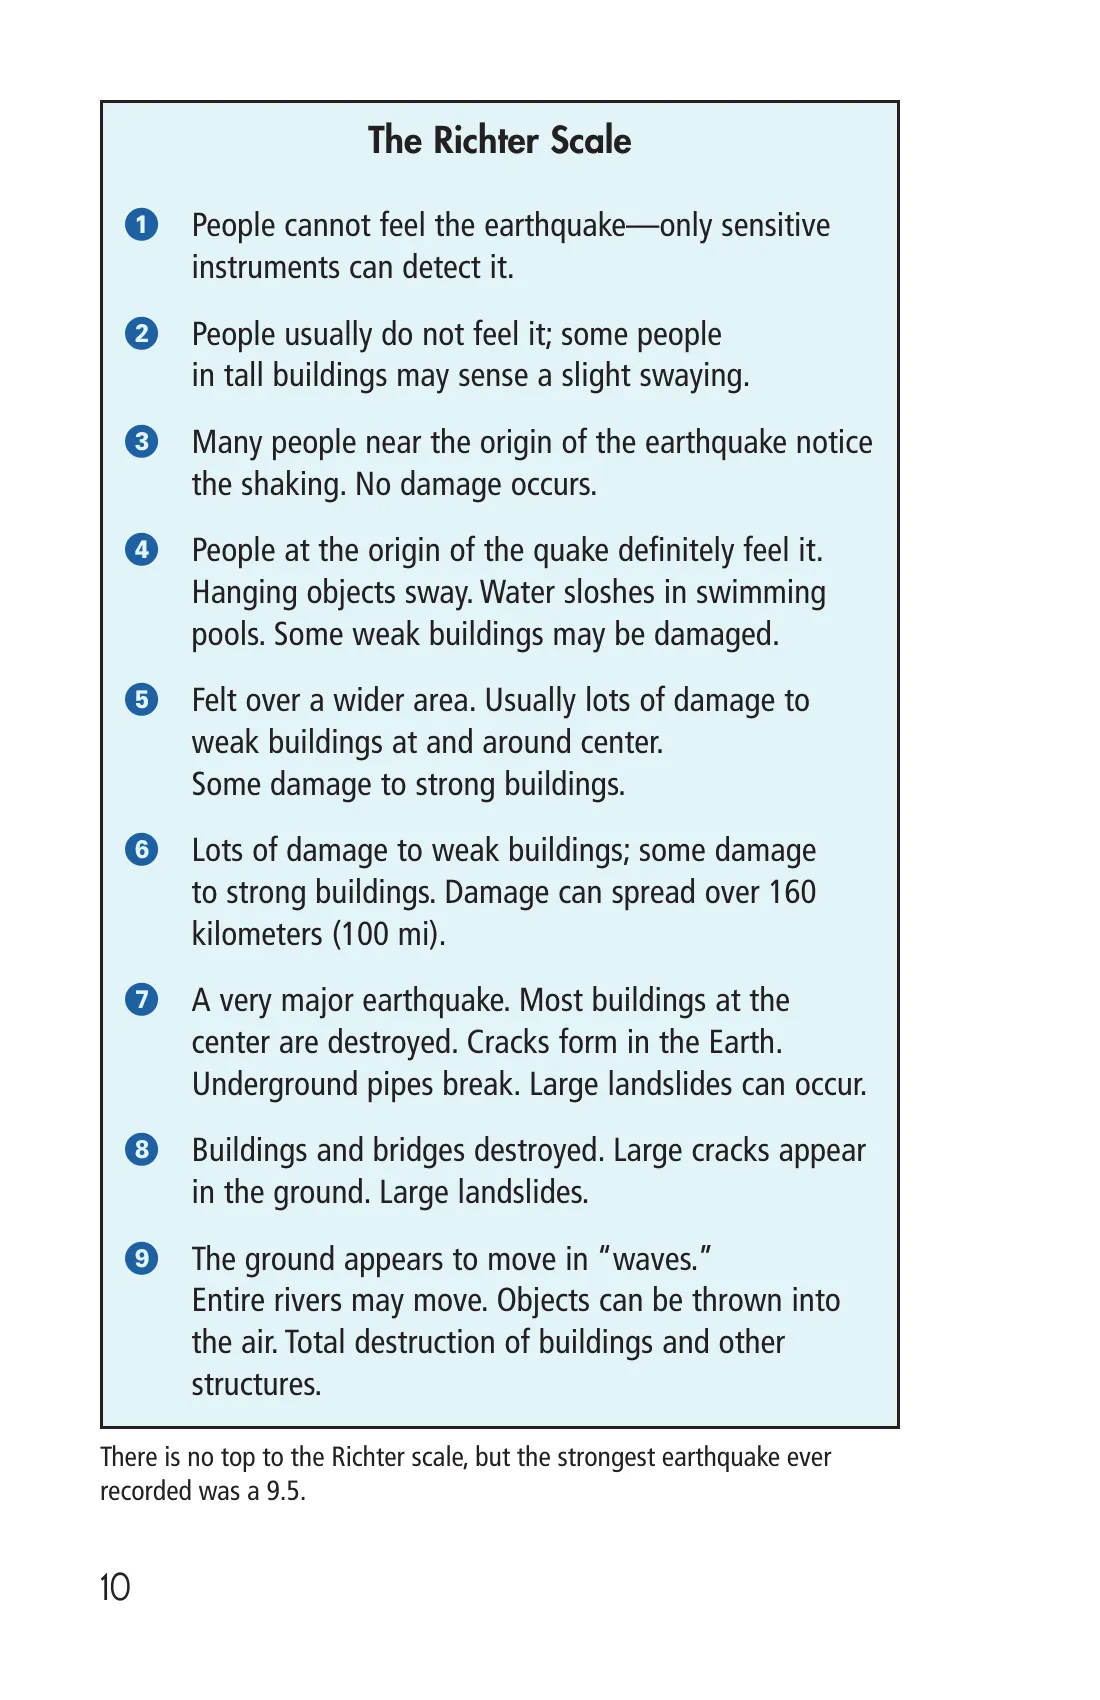 The Richter Scale
1 People cannot feel the earthquake—only sensitive
instruments can detect it.
2 People usually do not feel it; some people
in tall buildings may sense a slight swaying.
3 Many people near the origin of the earthquake notice
the shaking. No damage occurs.
4 People at the origin of the quake definitely feel it.
Hanging objects sway. Water sloshes in swimming
pools. Some weak buildings may be damaged.
5 Felt over a wider area. Usually lots of damage to
weak buildings at and around center.
Some damage to strong buildings.
6 Lots of damage to weak buildings; some damage
to strong buildings. Damage can spread over 160
kilometers (100 mi).
7 A very major earthquake. Most buildings at the
center are destroyed. Cracks form in the Earth.
Underground pipes break. Large landslides can occur.
8 Buildings and bridges destroyed. Large cracks appear
in the ground. Large landslides.
9 The ground appears to move in “waves.”
Entire rivers may move. Objects can be thrown into
the air. Total destruction of buildings and other
structures.
There is no top to the Richter scale, but the strongest earthquake ever
recorded was a 9.5.
10